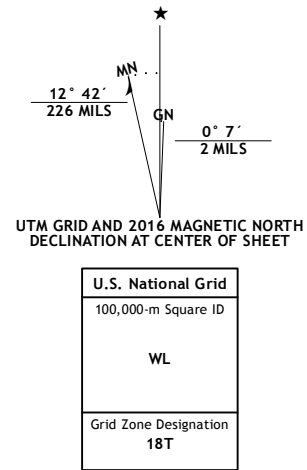 ★
MN
12° 42´
226 MILS
GN
0° 7´
2 MILS
UTM GRID AND 2016 MAGNETIC NORTH
DECLINATION AT CENTER OF SHEET
U.S. National Grid
100,000-m Square ID
WL
Grid Zone Designation
18T